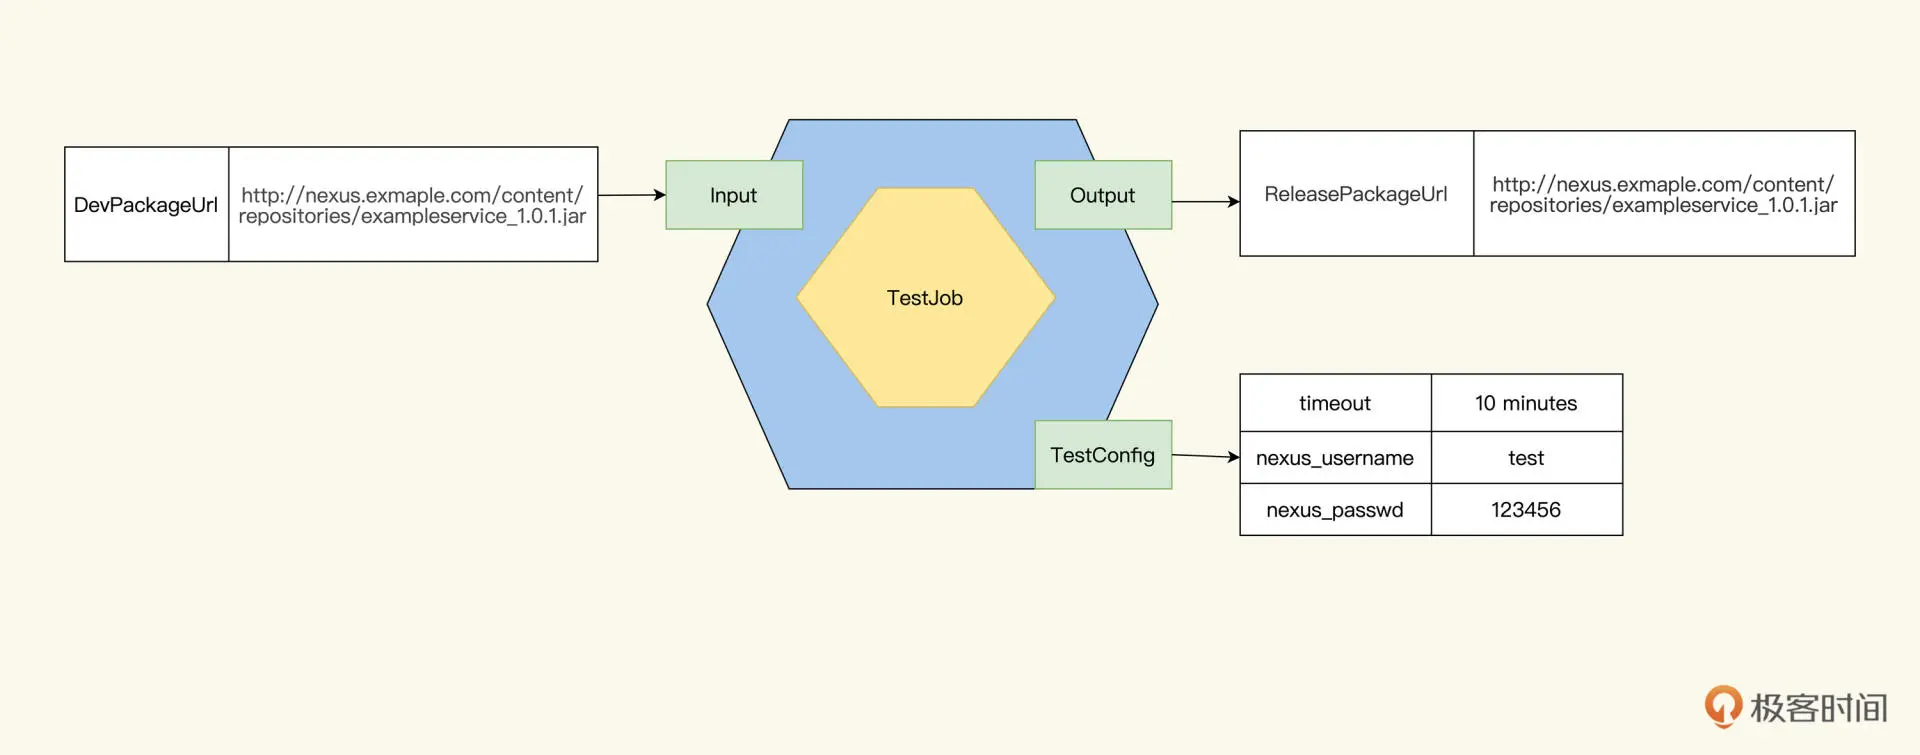 DevPackageUrl
http://nexus.exmaple.com/content/
repositories/exampleservice_1.0.1.jar
Input
Output
ReleasePackageUrl
http://nexus.exmaple.com/content/
repositories/exampleservice_1.0.1.jar
TestJob
TestConfig
timeout
10 minutes
nexus_username
test
nexus_passwd
123456
极客时间